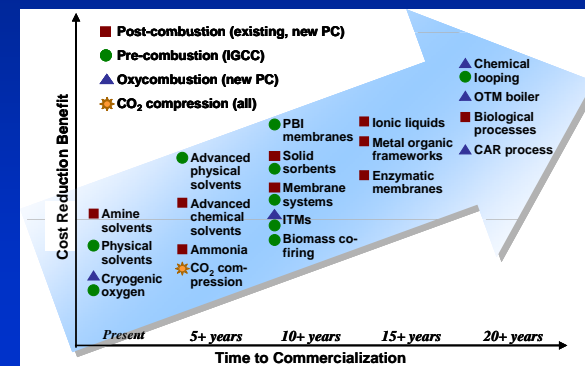 Post-combustion (existing, new PC)
Pre-combustion (IGCC)
Oxycombustion (new PC)
CO₂ compression (all)
Cost Reduction Benefit
Amine
solvents
Physical
solvents
Cryogenic
oxygen
Advanced
physical
solvents
Advanced
chemical
solvents
Ammonia
CO₂ com-
pression
PBI
membranes
Solid
sorbents
Membrane
systems
ITMs
Biomass co-
firing
Ionic liquids
Metal organic
frameworks
Enzymatic
membranes
Chemical
looping
OTM boiler
Biological
processes
CAR process
Present
5+ years
10+ years
15+ years
20+ years
Time to Commercialization